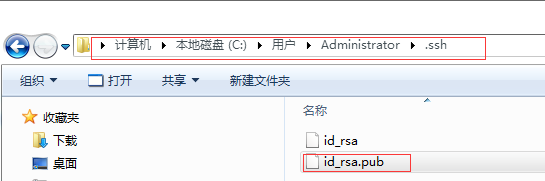 计算机 本地磁盘 (C:) 用户 Administrator .ssh
组织 打开 共享 新建文件夹
收藏夹
下载
桌面
名称
id_rsa
id_rsa.pub